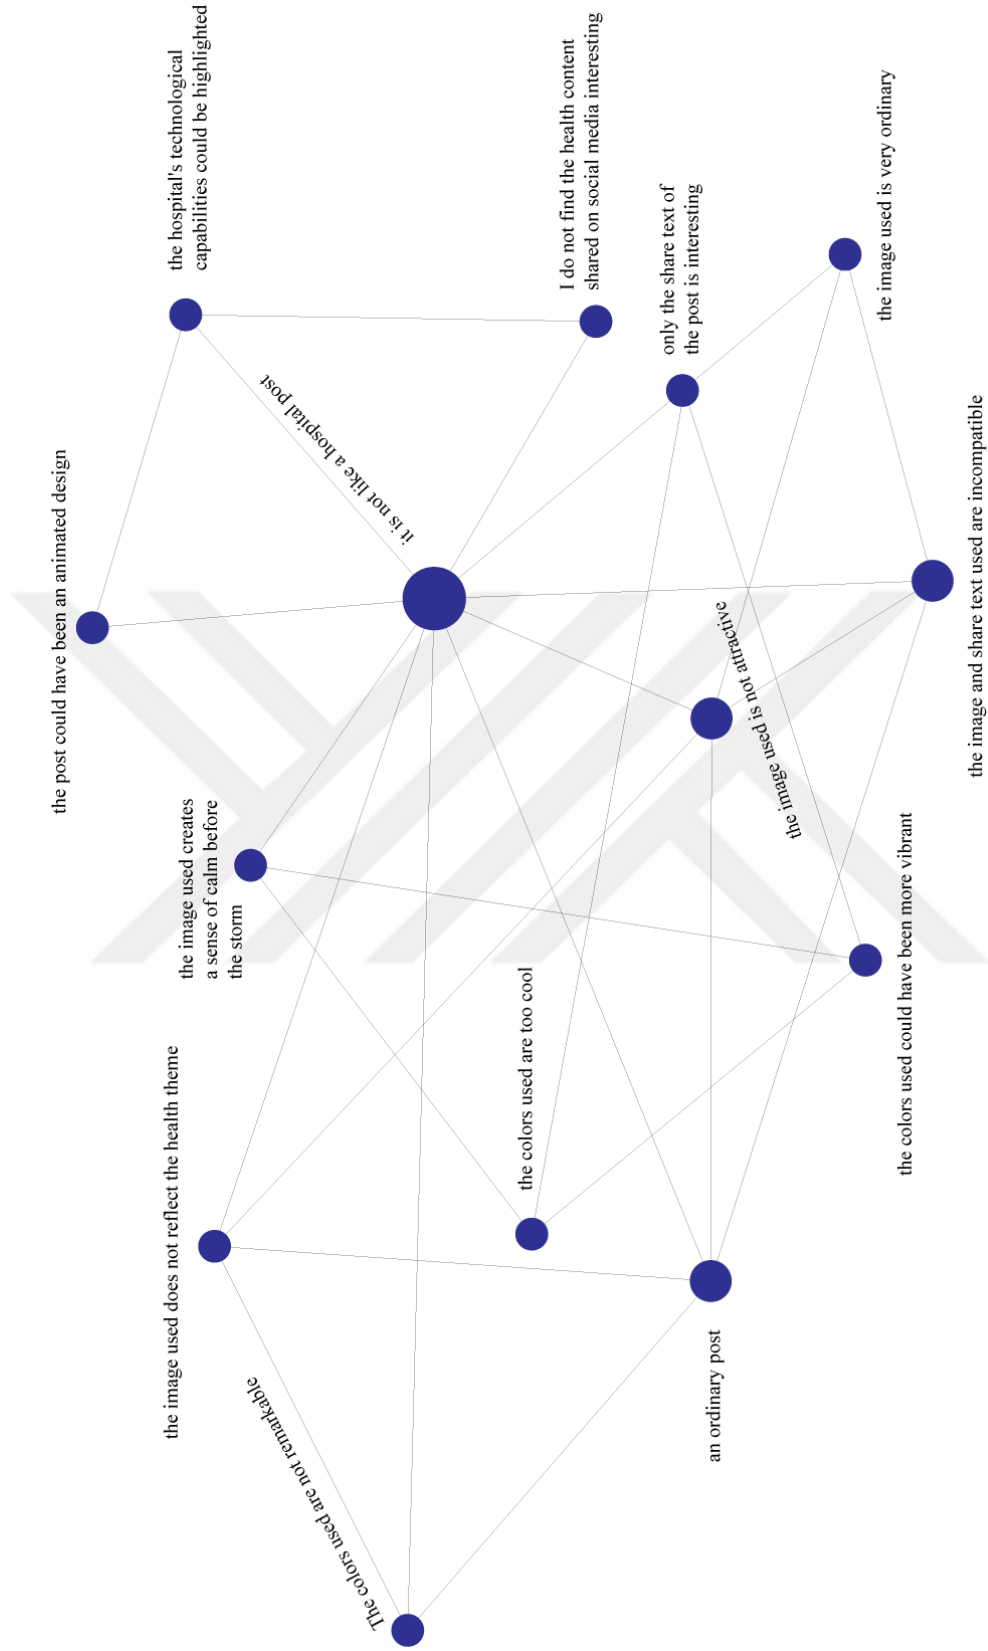 the post could have been an animated design
the hospital's technological
capabilities could be highlighted
it is not like a hospital post
I do not find the health content
shared on social media interesting
only the share text of
the post is interesting
the image used is very ordinary
the image and share text used are incompatible
the image used is not attractive
the image used creates
a sense of calm before
the storm
the colors used could have been more vibrant
the colors used are too cool
the image used does not reflect the health theme
The colors used are not remarkable
an ordinary post